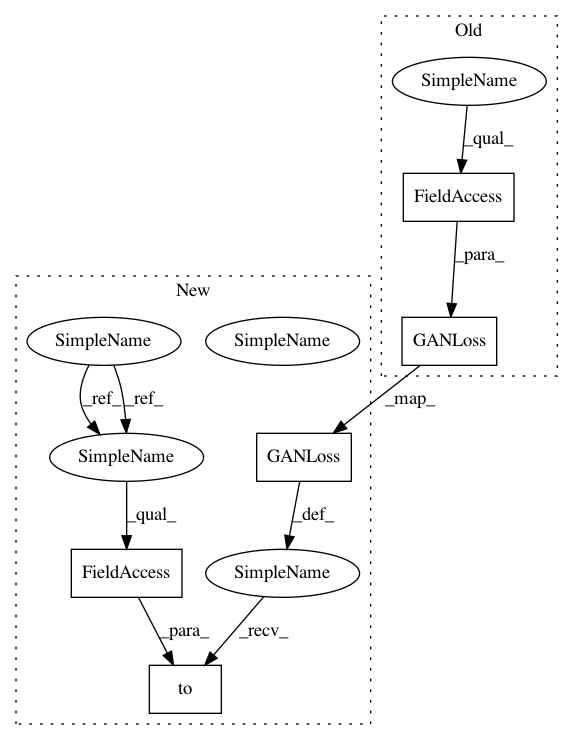 Old
SimpleName
_qual_
FieldAccess
_para_
New
SimpleName
SimpleName
GANLoss
_ref_
_ref_
_map_
SimpleName
GANLoss
_qual_
_def_
FieldAccess
SimpleName
_para_
_recv_
to